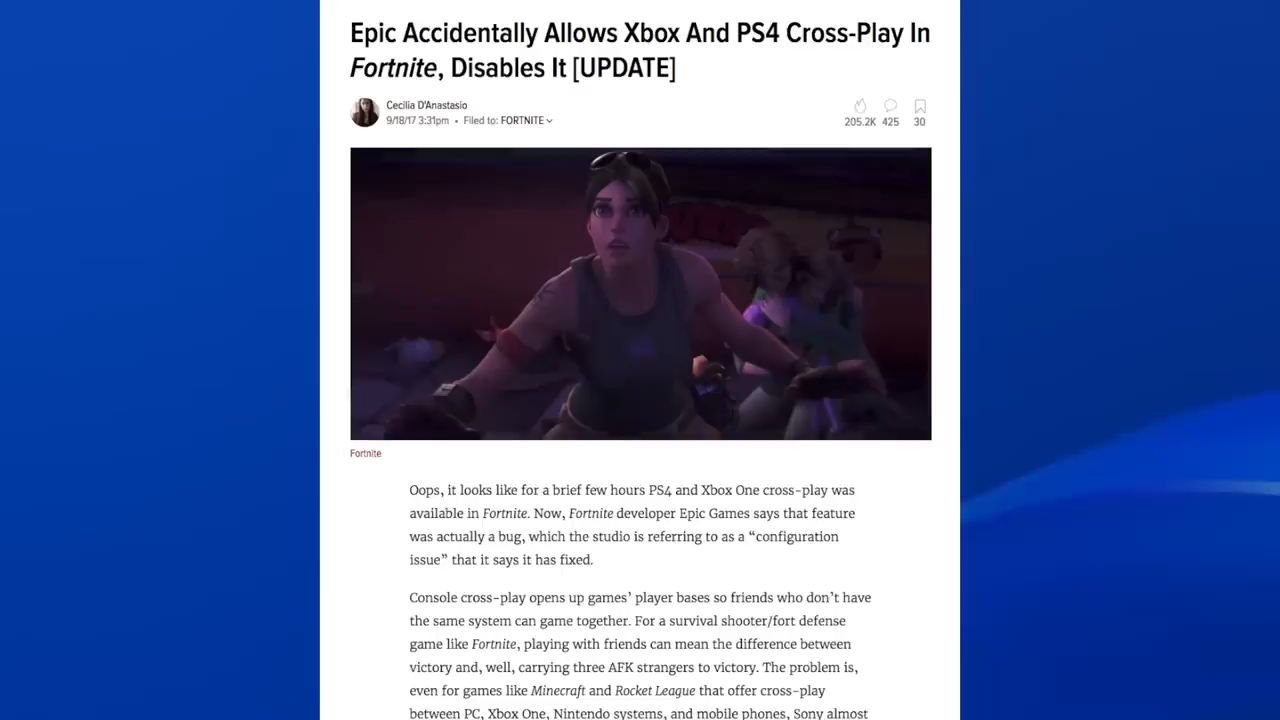 Epic Accidentally Allows Xbox And PS4 Cross-Play In
Fortnite, Disables It [UPDATE]
Cecilia D'Anastasio
9/18/17 3:31pm • Filed to: FORTNITE
205.2K 425 30
Fortnite
Oops, it looks like for a brief few hours PS4 and Xbox One cross-play was
available in Fortnite. Now, Fortnite developer Epic Games says that feature
was actually a bug, which the studio is referring to as a “configuration
issue” that it says it has fixed.
Console cross-play opens up games’ player bases so friends who don’t have
the same system can game together. For a survival shooter/fort defense
game like Fortnite, playing with friends can mean the difference between
victory and, well, carrying three AFK strangers to victory. The problem is,
even for games like Minecraft and Rocket League that offer cross-play
between PC, Xbox One, Nintendo systems, and mobile phones, Sony almost